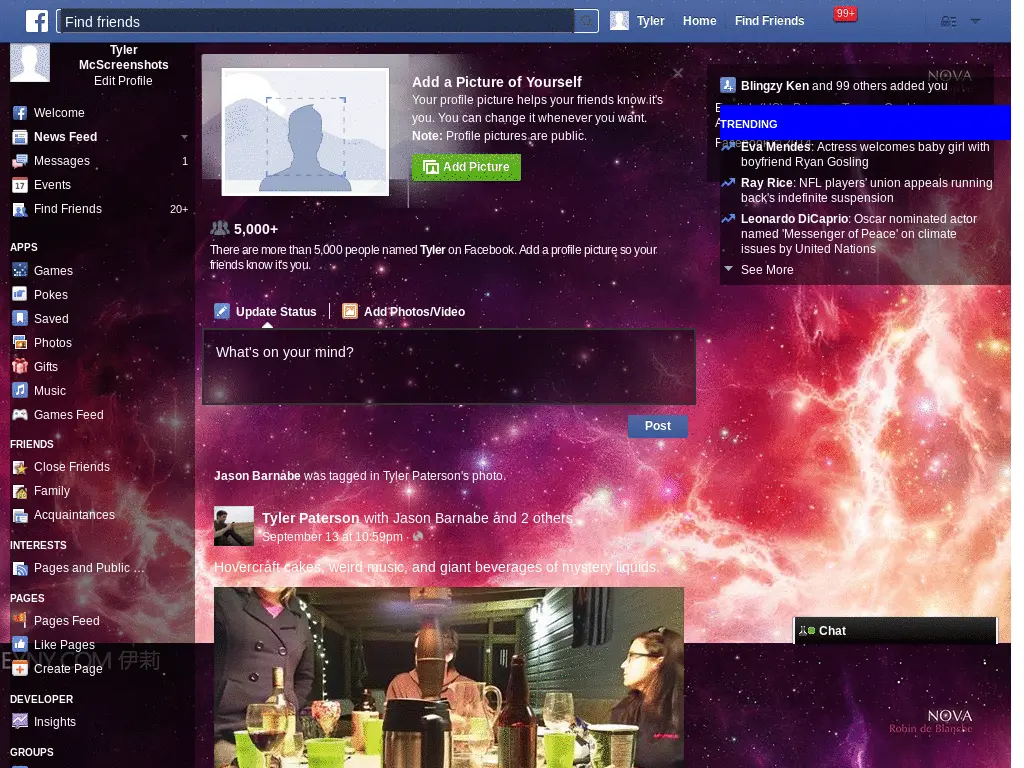 Find friends
Tyler
Home
Find Friends
99+
Tyler
McScreenshots
Edit Profile
Welcome
News Feed
Messages
1
Events
17
Find Friends
20+
APPS
Games
Pokes
Saved
Photos
Gifts
Music
Games Feed
FRIENDS
Close Friends
Family
Acquaintances
INTERESTS
Pages and Public ...
PAGES
Pages Feed
Like Pages
Create Page
DEVELOPER
Insights
GROUPS
Add a Picture of Yourself
Your profile picture helps your friends know it's
you. You can change it whenever you want.
Note: Profile pictures are public.
Add Picture
5,000+
There are more than 5,000 people named Tyler on Facebook. Add a profile picture so your
friends know it's you.
Update Status
Add Photos/Video
What's on your mind?
Post
Jason Barnabe was tagged in Tyler Paterson's photo.
Tyler Paterson with Jason Barnabe and 2 others.
September 13 at 10:59pm ·
Hovercraft cakes, weird music, and giant beverages of mystery liquids.
NOVA
Blingzy Ken and 99 others added you
TRENDING
Eva Mendes: Actress welcomes baby girl with
boyfriend Ryan Gosling
Ray Rice: NFL players' union appeals running
back's indefinite suspension
Leonardo DiCaprio: Oscar nominated actor
named 'Messenger of Peace' on climate
issues by United Nations
See More
Chat
伊莉
NOVA
Robin de Blanche